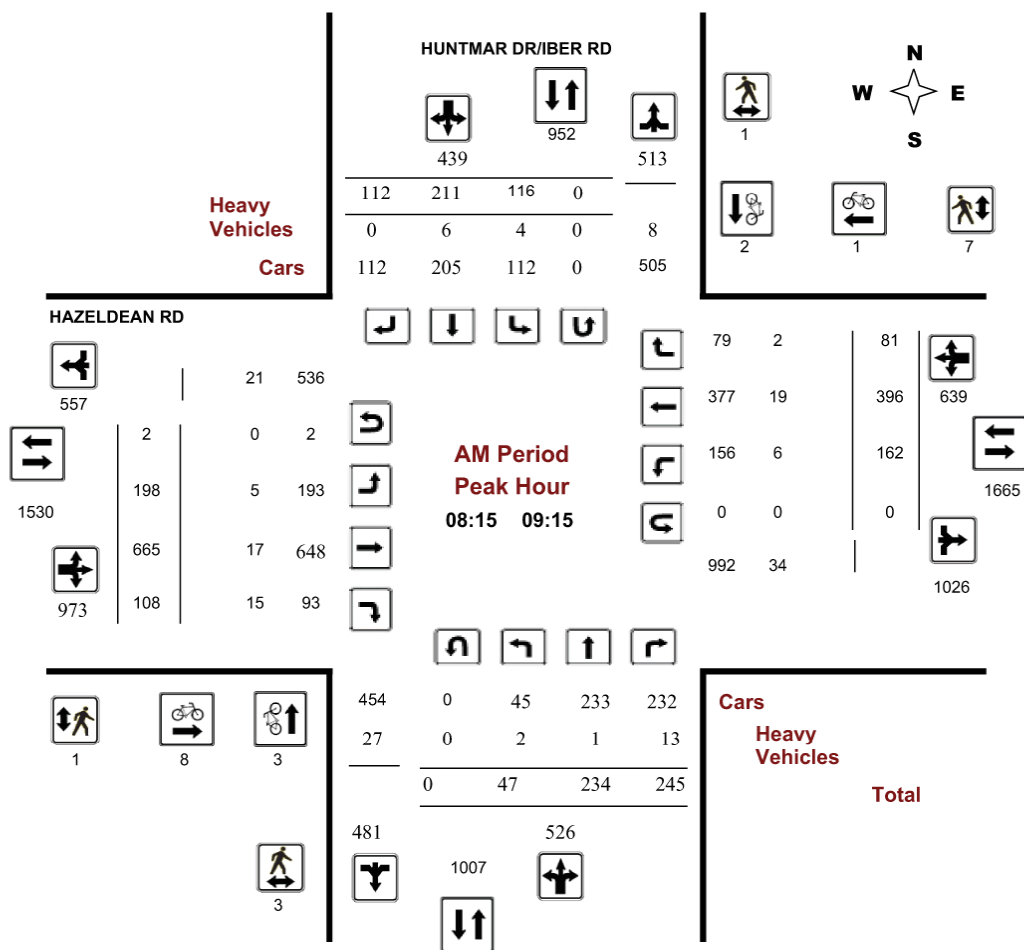 HUNTMAR DR/IBER RD
N
W E
S
952
1
439 513
112 211 116 0
Heavy
Vehicles
0 6 4 0 8
2 1 7
Cars 112 205 112 0 505
HAZELDEAN RD
79 2 81
557 21 536
377 19 396 639
2 0 2
156 6 162
AM Period
Peak Hour
198 5 193
1665
1530
08:15 09:15
0 0 0
665 17 648
992 34
1026
973 108 15 93
454 0 45 233 232 Cars
27 0 2 1 13 Heavy
Vehicles
1 8 3
0 47 234 245
Total
481 526
1007
3